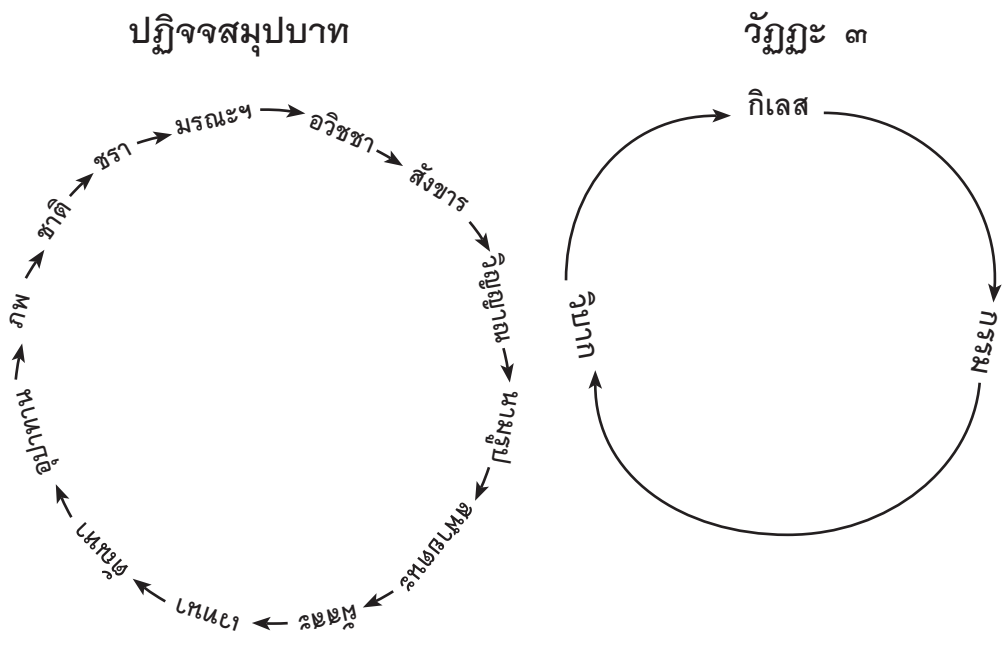 ปฏิจจสมุปบาท
อวิชชา
สังขาร
วิญญาณ
นามรูป
สฬายตนะ
ผัสสะ
เวทนา
ตัณหา
อุปาทาน
ภพ
ชาติ
ชรา
มรณะฯ
วัฏฏะ ๓
กิเลส
กรรม
วิบาก